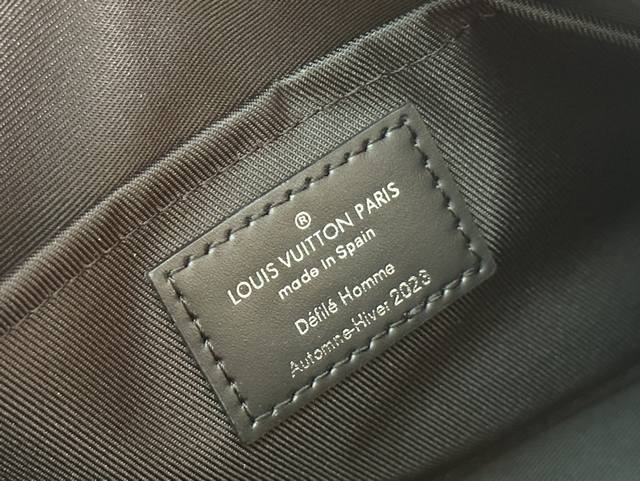 ®
LOUIS VUITTON PARIS
made in Spain
Défilé Homme
Automne-Hiver 2023